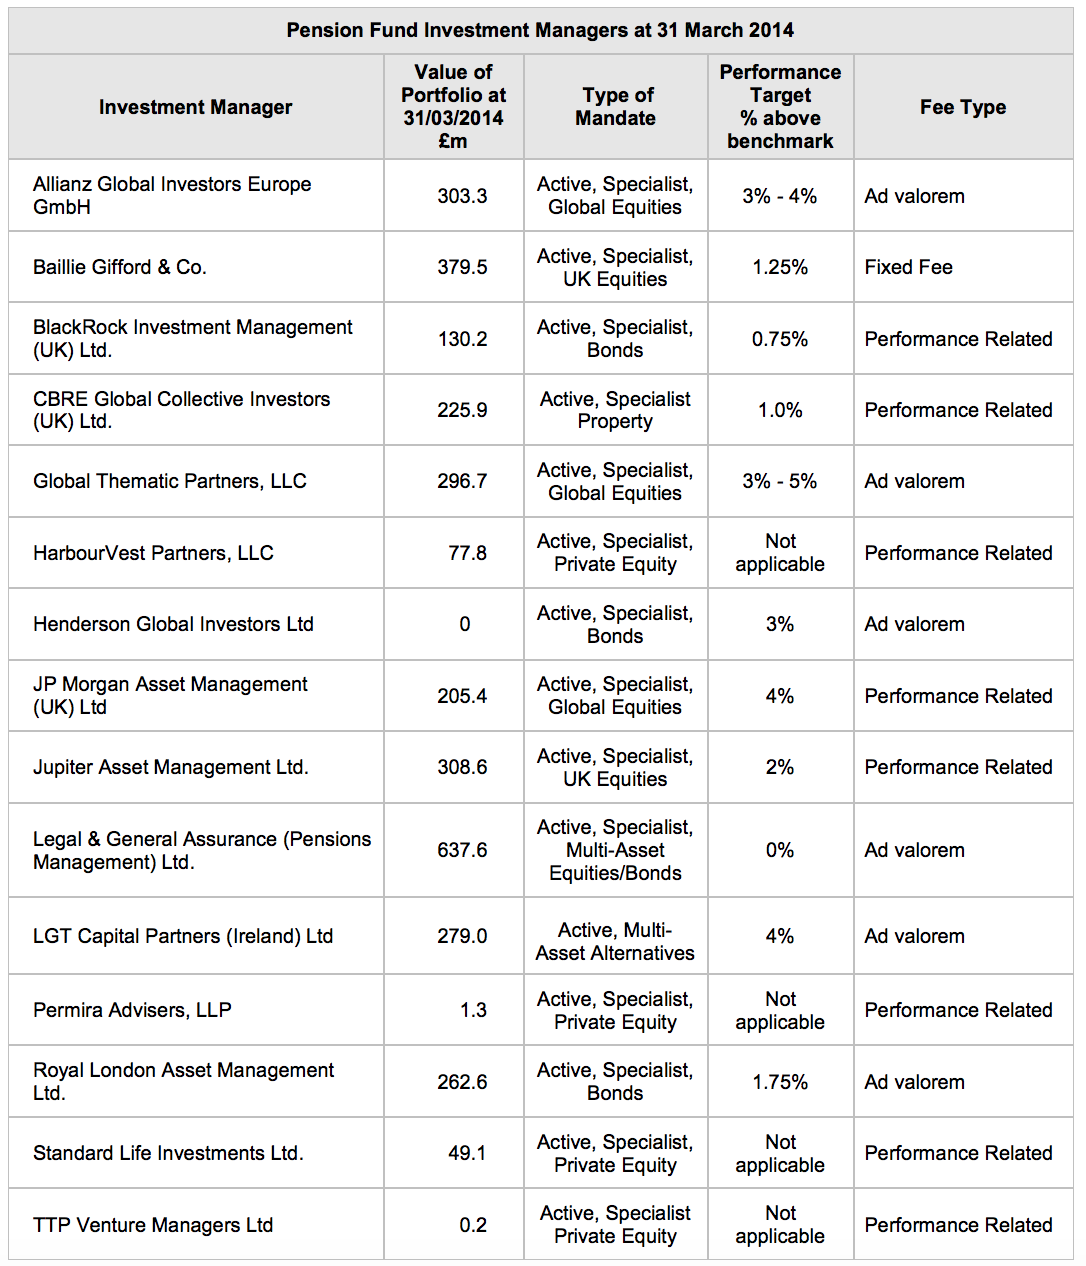 Pension Fund Investment Managers at 31 March 2014
Investment Manager
Value of
Portfolio at
31/03/2014
£m
Type of
Mandate
Performance
Target
% above
benchmark
Fee Type
Allianz Global Investors Europe
GmbH
303.3
Active, Specialist,
Global Equities
3% - 4%
Ad valorem
Baillie Gifford & Co.
379.5
Active, Specialist,
UK Equities
1.25%
Fixed Fee
BlackRock Investment Management
(UK) Ltd.
130.2
Active, Specialist,
Bonds
0.75%
Performance Related
CBRE Global Collective Investors
(UK) Ltd.
225.9
Active, Specialist
Property
1.0%
Performance Related
Global Thematic Partners, LLC
296.7
Active, Specialist,
Global Equities
3% - 5%
Ad valorem
HarbourVest Partners, LLC
77.8
Active, Specialist,
Private Equity
Not
applicable
Performance Related
Henderson Global Investors Ltd
0
Active, Specialist,
Bonds
3%
Ad valorem
JP Morgan Asset Management
(UK) Ltd
205.4
Active, Specialist,
Global Equities
4%
Performance Related
Jupiter Asset Management Ltd.
308.6
Active, Specialist,
UK Equities
2%
Performance Related
Legal & General Assurance (Pensions
Management) Ltd.
637.6
Active, Specialist,
Multi-Asset
Equities/Bonds
0%
Ad valorem
LGT Capital Partners (Ireland) Ltd
279.0
Active, Multi-
Asset Alternatives
4%
Ad valorem
Permira Advisers, LLP
1.3
Active, Specialist,
Private Equity
Not
applicable
Performance Related
Royal London Asset Management
Ltd.
262.6
Active, Specialist,
Bonds
1.75%
Ad valorem
Standard Life Investments Ltd.
49.1
Active, Specialist,
Private Equity
Not
applicable
Performance Related
TTP Venture Managers Ltd
0.2
Active, Specialist
Private Equity
Not
applicable
Performance Related